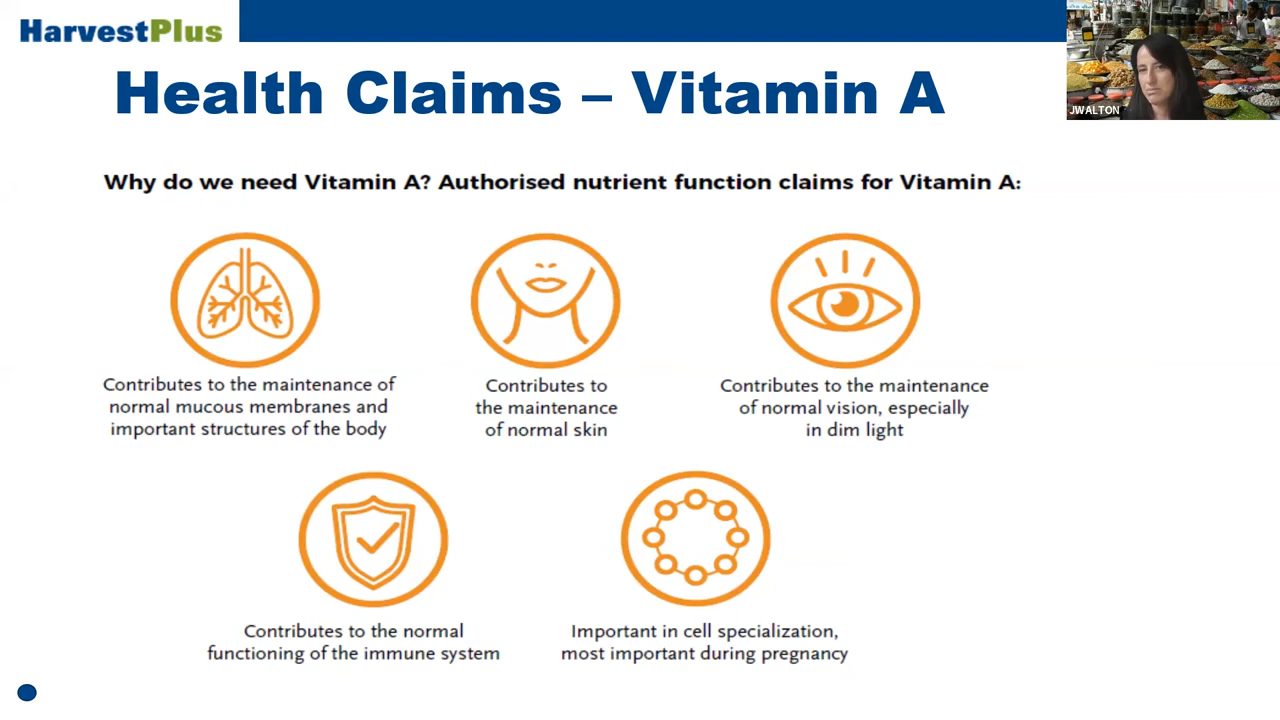 HarvestPlus
Health Claims – Vitamin A
JWALTON
Why do we need Vitamin A? Authorised nutrient function claims for Vitamin A:
Contributes to the maintenance of
normal mucous membranes and
important structures of the body
Contributes to
the maintenance
of normal skin
Contributes to the maintenance
of normal vision, especially
in dim light
Contributes to the normal
functioning of the immune system
Important in cell specialization,
most important during pregnancy